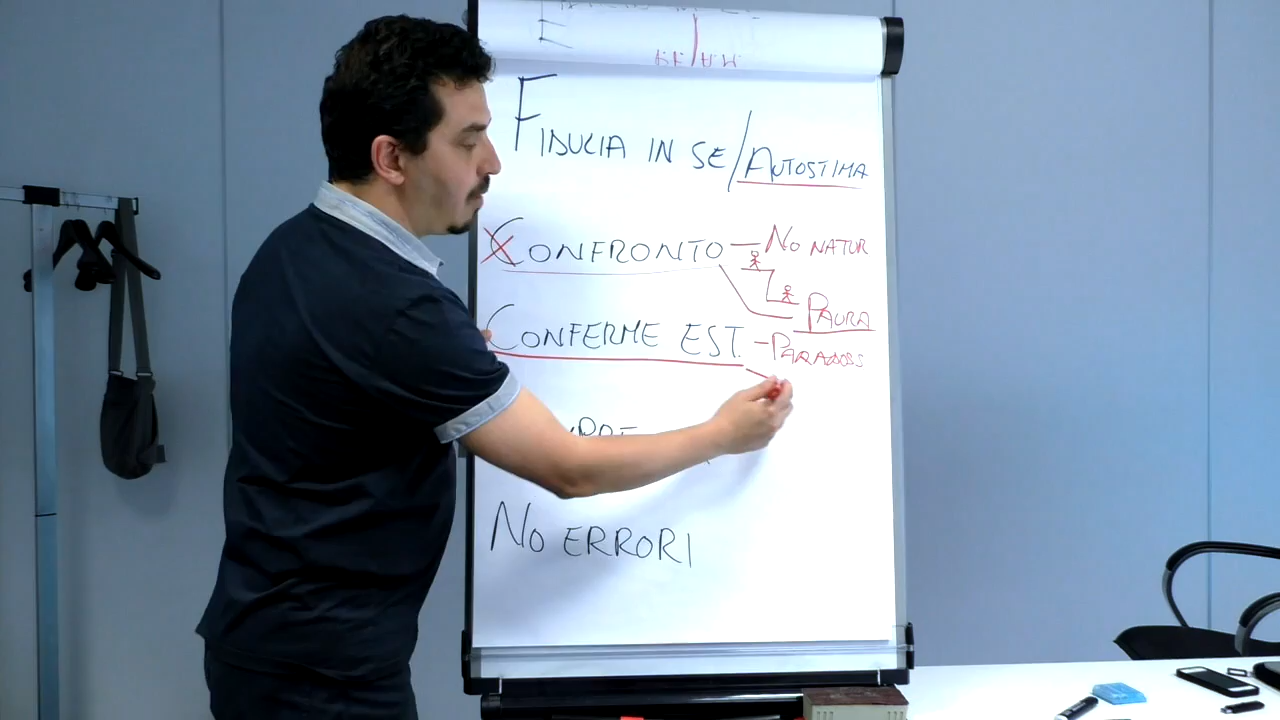 FIDUCIA IN SE/AUTOSTIMA
CONFRONTO — NO NATUR
PAURA
CONFERME EST. - PARADOSS
NO ERRORI